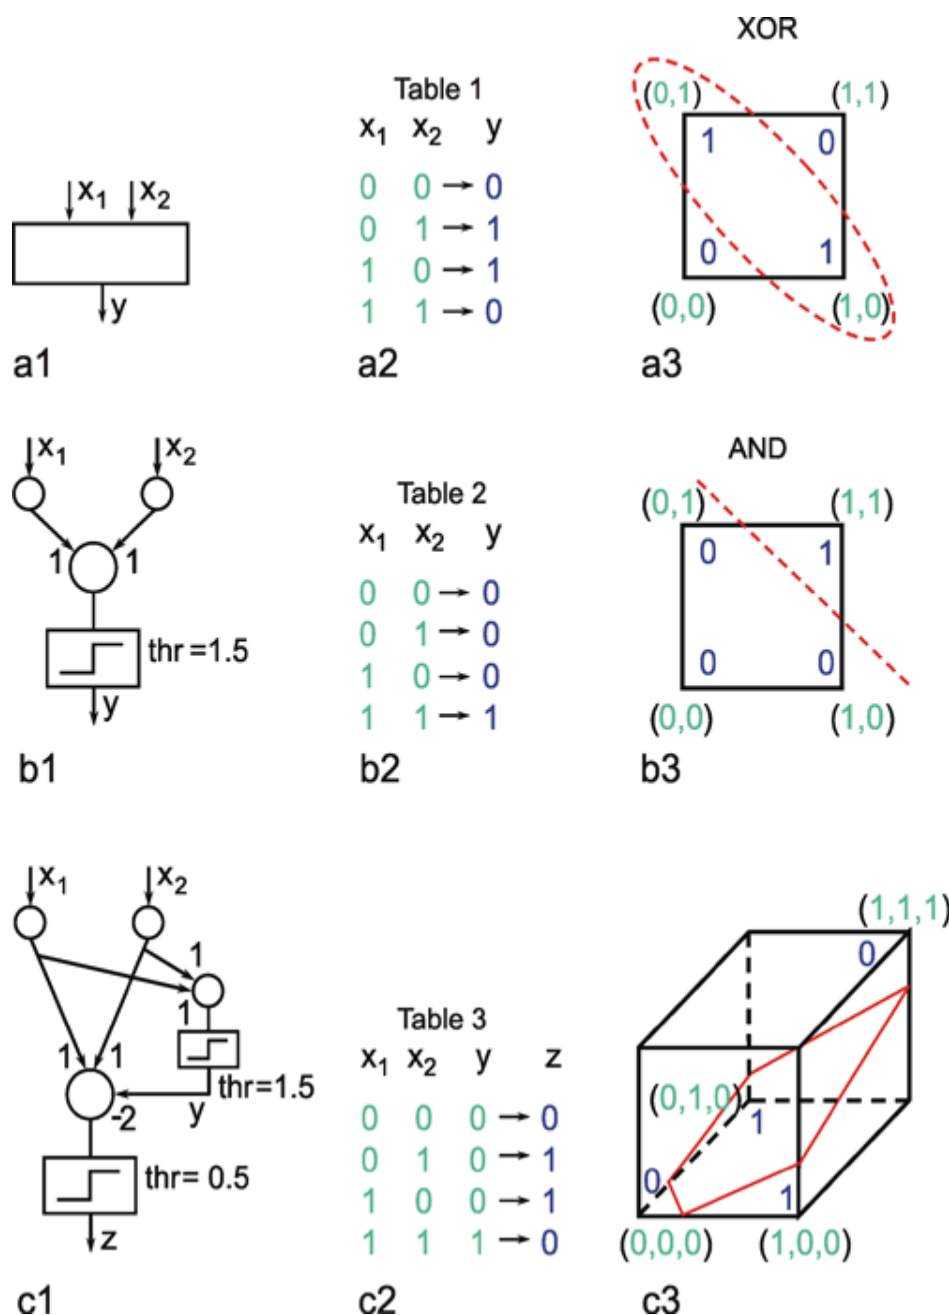 XOR
Table 1
x1 x2 y
(0,1) (1,1)
1 0
x1 x2
0 0 → 0
0 1 → 1
1 0 → 1
0 1
y
1 1 → 0
(0,0) (1,0)
a1 a2 a3
x1 x2
AND
Table 2
(0,1) (1,1)
x1 x2 y
0 1
1 1
0 0 → 0
0 1 → 0
thr=1.5
1 0 → 0
0 0
y
1 1 → 1
(0,0) (1,0)
b1 b2 b3
x1 x2
(1,1,1)
0
1
1
Table 3
1 1
x1 x2 y z
thr=1.5
y
-2
(0,1,0)
1
0 0 0 → 0
0 1 0 → 1
thr= 0.5
1 0 0 → 1
0 1
z
1 1 1 → 0
(0,0,0) (1,0,0)
c1 c2 c3